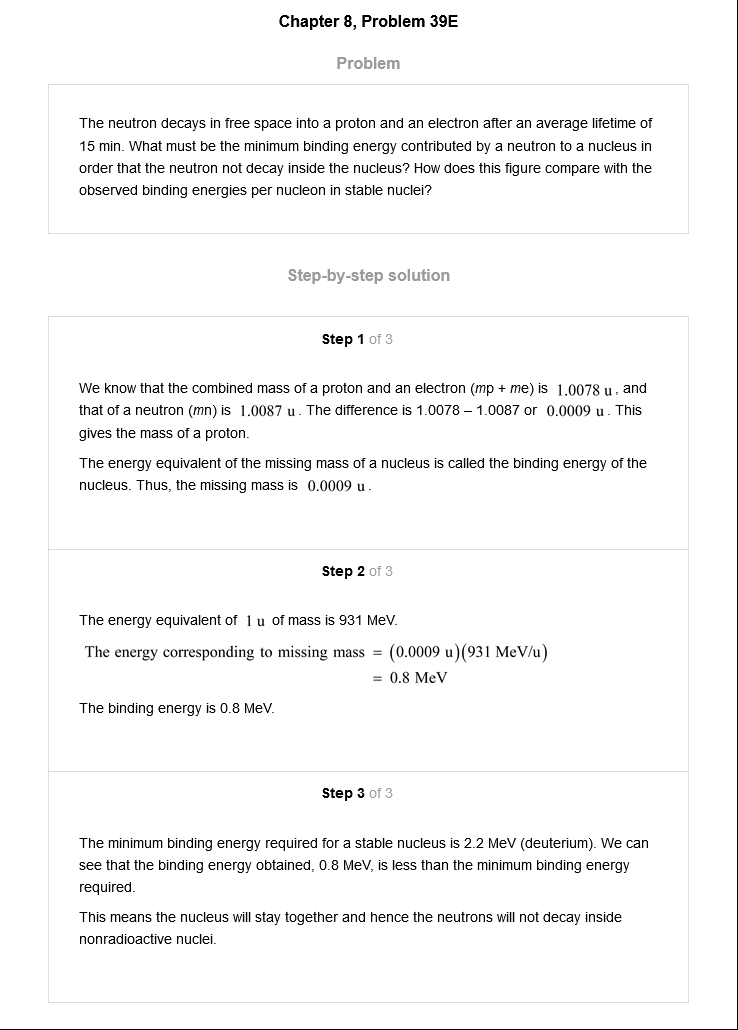 Chapter 8, Problem 39E
Problem
The neutron decays in free space into a proton and an electron after an average lifetime of
15 min. What must be the minimum binding energy contributed by a neutron to a nucleus in
order that the neutron not decay inside the nucleus? How does this figure compare with the
observed binding energies per nucleon in stable nuclei?
Step-by-step solution
Step 1 of 3
We know that the combined mass of a proton and an electron (mp + me) is 1.0078 u, and
that of a neutron (mn) is 1.0087 u. The difference is 1.0078 – 1.0087 or 0.0009 u. This
gives the mass of a proton.
The energy equivalent of the missing mass of a nucleus is called the binding energy of the
nucleus. Thus, the missing mass is 0.0009 u.
Step 2 of 3
The energy equivalent of 1 u of mass is 931 MeV.
The energy corresponding to missing mass = (0.0009 u)(931 MeV/u)
= 0.8 MeV
The binding energy is 0.8 MeV.
Step 3 of 3
The minimum binding energy required for a stable nucleus is 2.2 MeV (deuterium). We can
see that the binding energy obtained, 0.8 MeV, is less than the minimum binding energy
required.
This means the nucleus will stay together and hence the neutrons will not decay inside
nonradioactive nuclei.